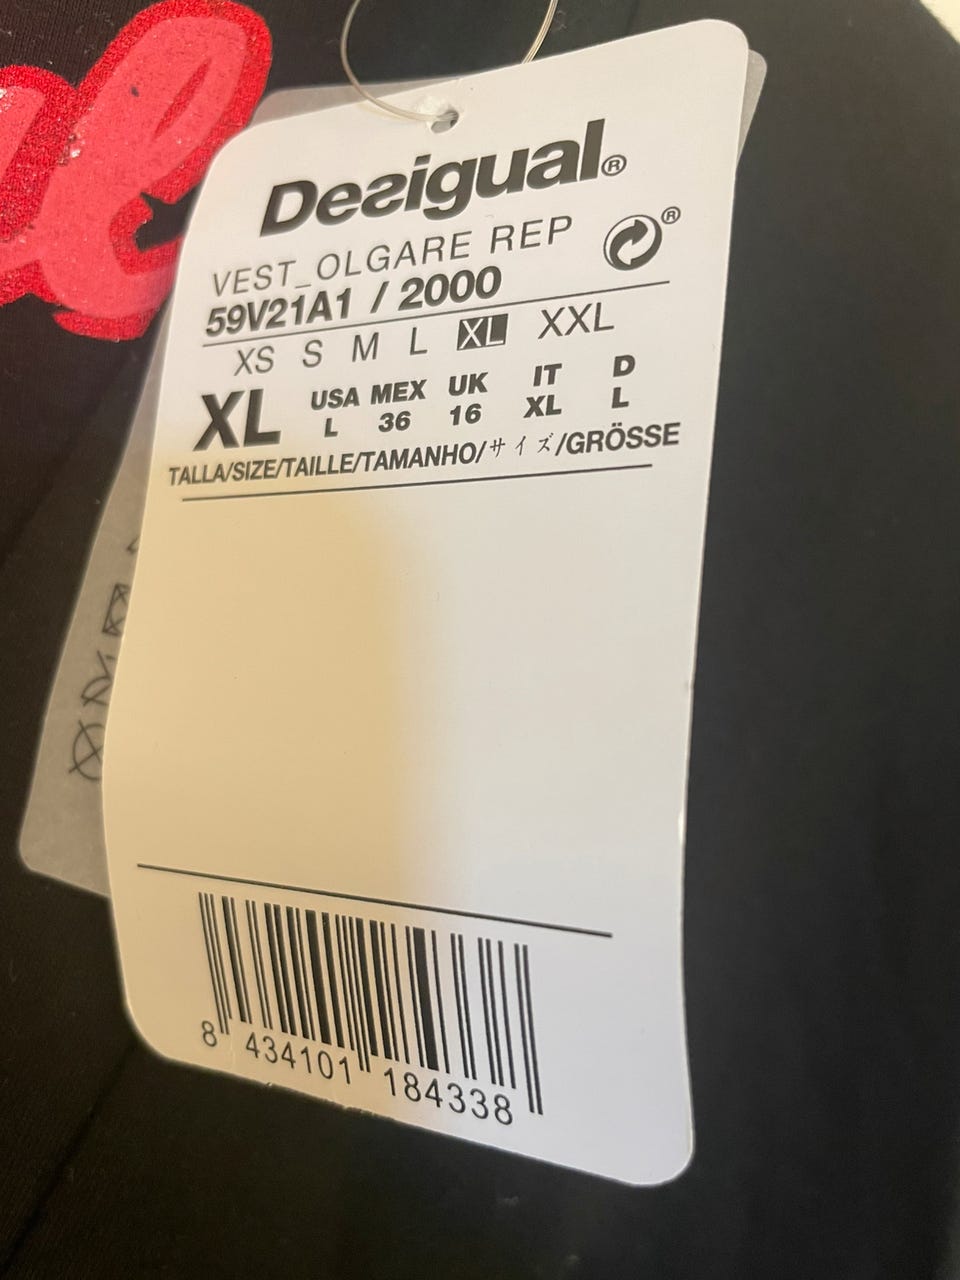 Desigual®
VEST_OLGARE REP
®
59V21A1 / 2000
XS S M L XL XXL
XL USA MEX UK IT D
L 36 16 XL L
TALLA/SIZE/TAILLE/TAMANHO/サイズ/GRÖSSE
8 434101 184338